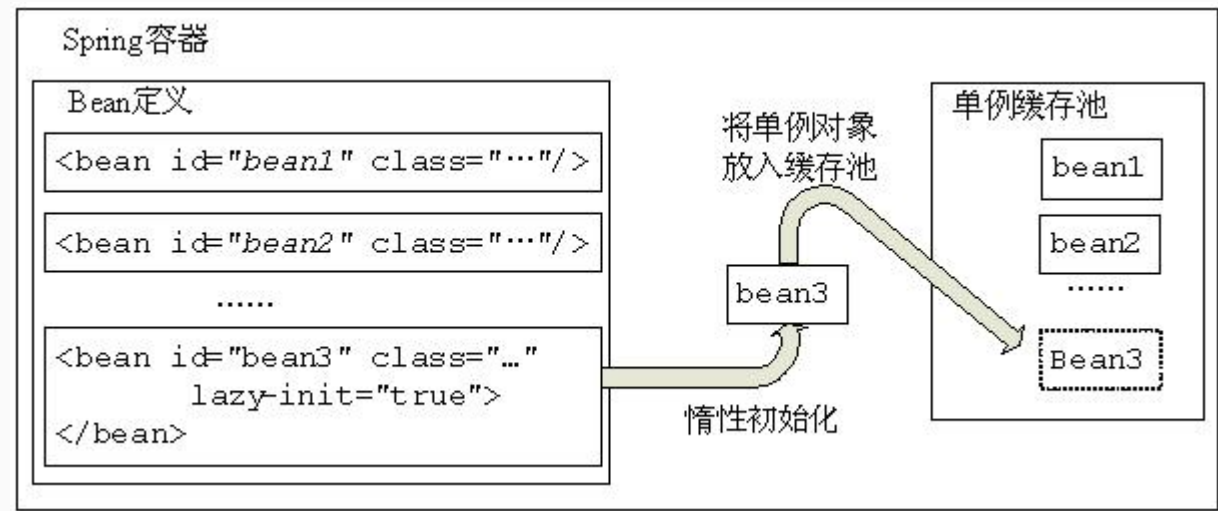 Spring容器
Bean定义
<bean id="bean1" class="…"/>
<bean id="bean2" class="…"/>
……
<bean id="bean3" class="…"
lazy-init="true">
</bean>
将单例对象
放入缓存池
bean3
惰性初始化
单例缓存池
bean1
bean2
……
Bean3